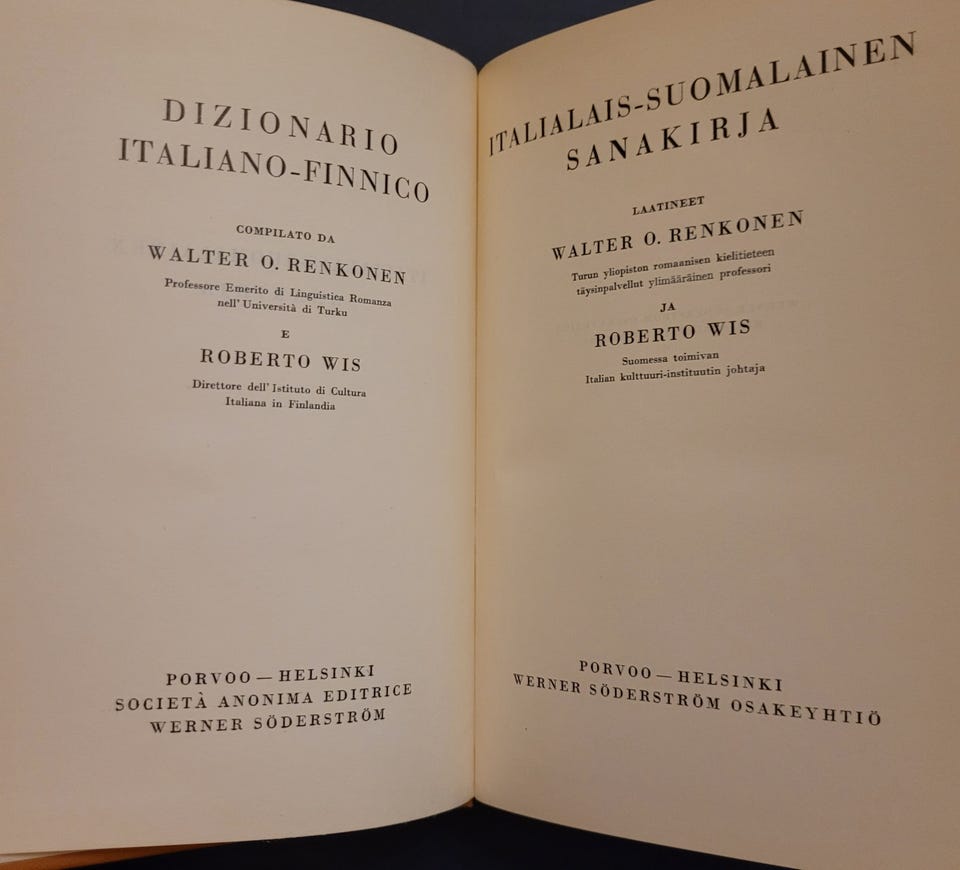 DIZIONARIO
ITALIANO-FINNICO
COMPILATO DA
WALTER O. RENKONEN
Professore Emerito di Linguistica Romanza
nell' Università di Turku
E
ROBERTO WIS
Direttore dell' Istituto di Cultura
Italiana in Finlandia
PORVOO — HELSINKI
SOCIETÀ ANONIMA EDITRICE
WERNER SÖDERSTRÖM
ITALIALAIS-SUOMALAINEN
SANAKIRJA
LAATINEET
WALTER O. RENKONEN
Turun yliopiston romaanisen kielitieteen
täysinpalvellut ylimääräinen professori
JA
ROBERTO WIS
Suomessa toimivan
Italian kulttuuri-instituutin johtaja
PORVOO — HELSINKI
WERNER SÖDERSTRÖM OSAKEYHTIÖ